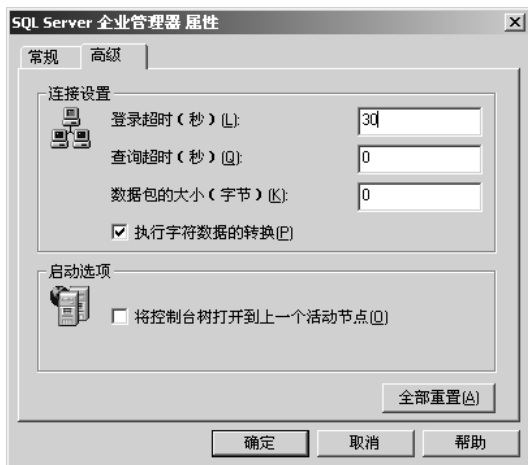 SQL Server 企业管理器 属性
常规 高级
连接设置
登录超时(秒)(L): 30
查询超时(秒)(Q): 0
数据包的大小(字节)(K): 0
执行字符数据的转换(P)
启动选项
将控制台树打开到上一个活动节点(O)
全部重置(A)
确定 取消 帮助